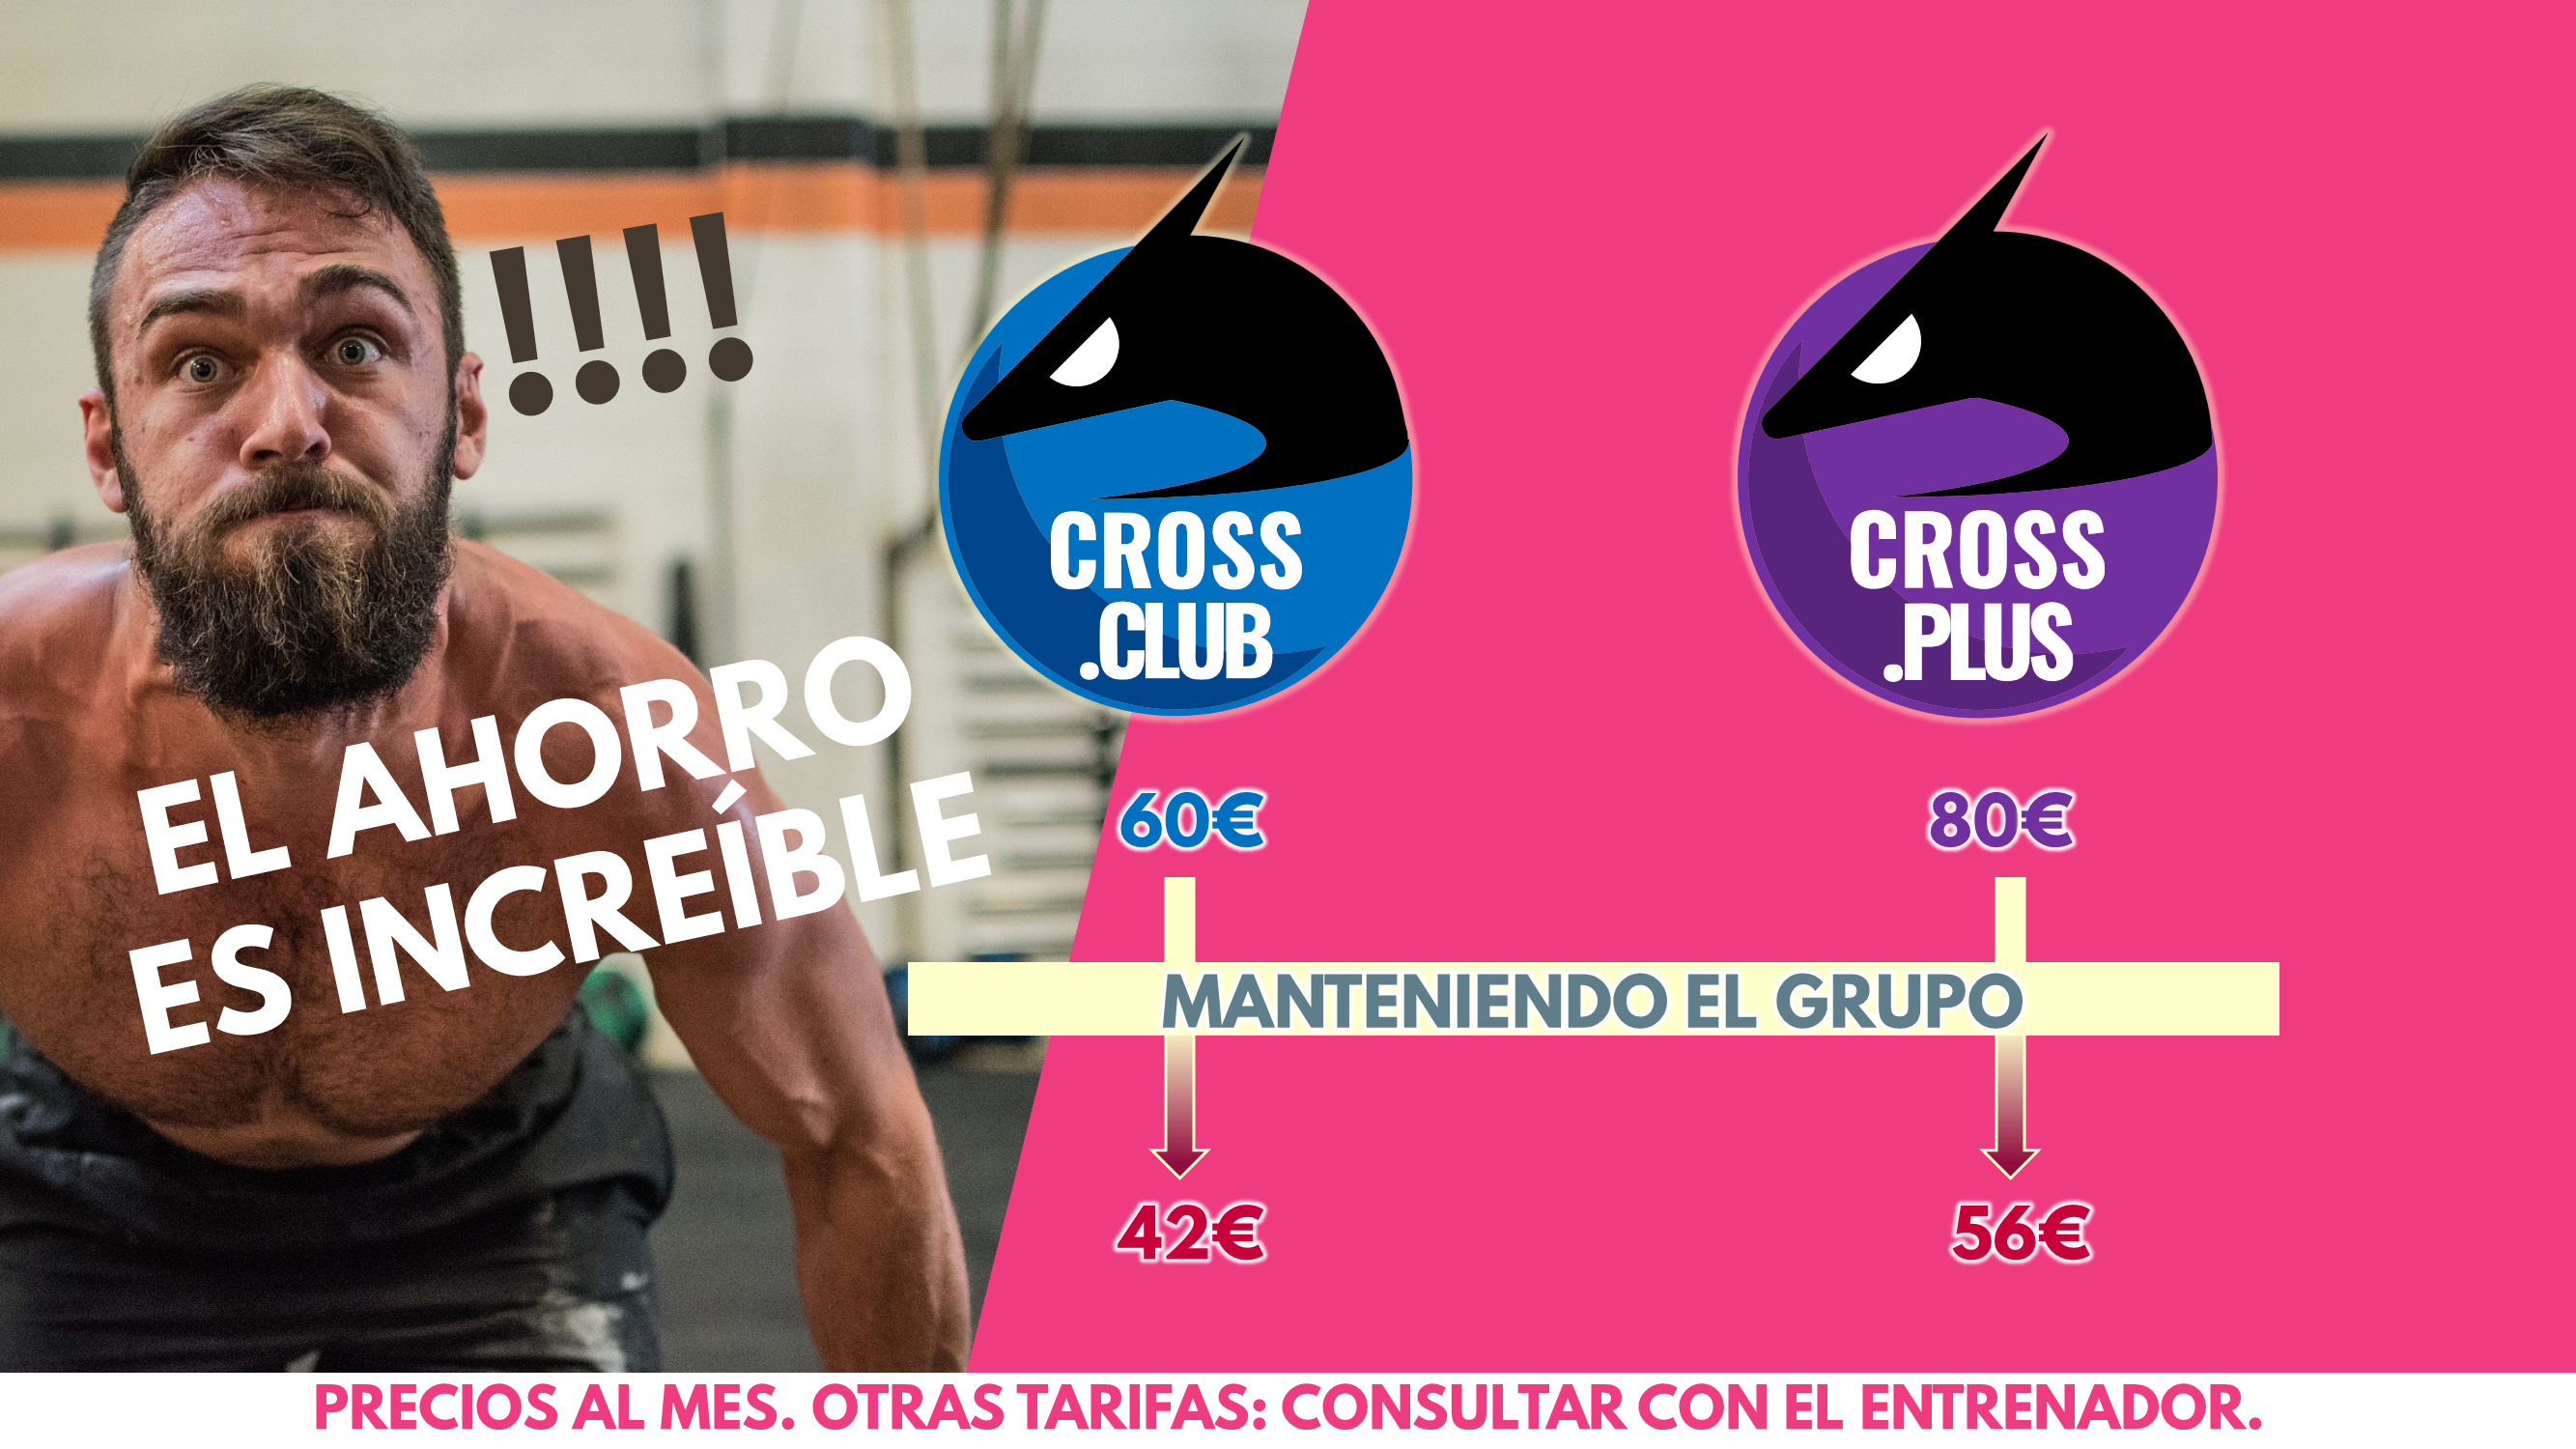 !!!!
EL AHORRO
ES INCREÍBLE
CROSS
.CLUB
CROSS
.PLUS
60€
80€
MANTENIENDO EL GRUPO
42€
56€
PRECIOS AL MES. OTRAS TARIFAS: CONSULTAR CON EL ENTRENADOR.